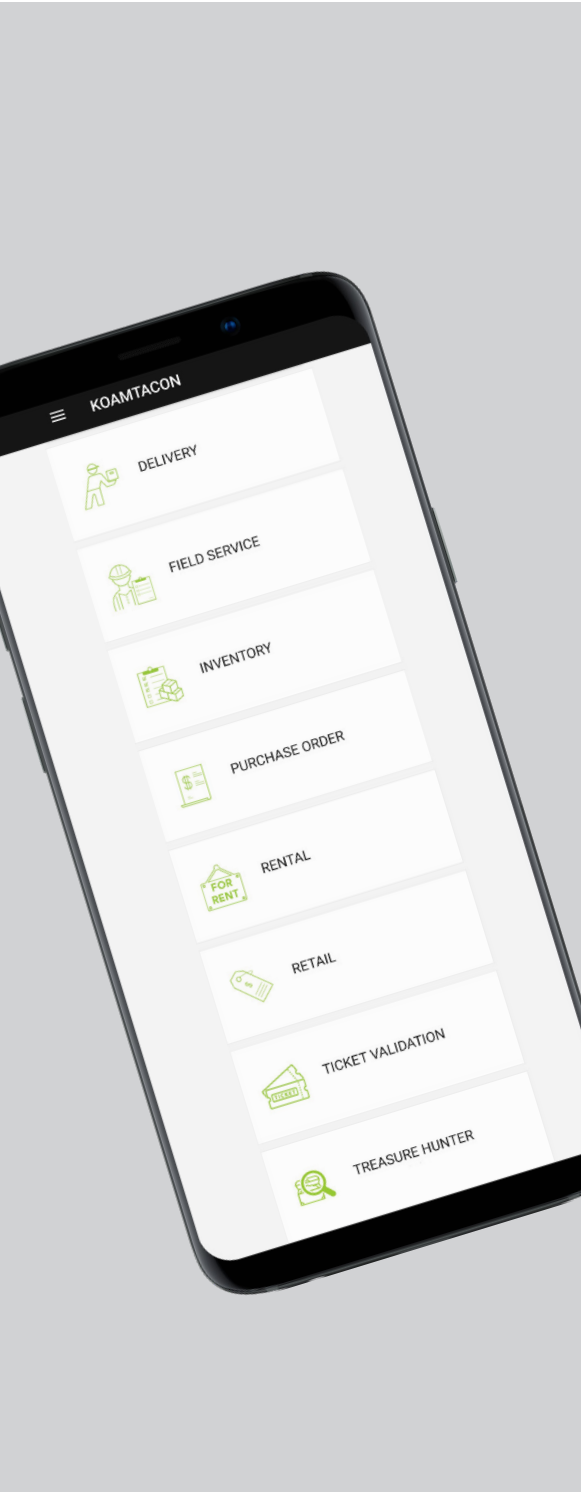 KOAMTACON
DELIVERY
FIELD SERVICE
INVENTORY
$
PURCHASE ORDER
FOR
RENT
RENTAL
RETAIL
TICKET
TICKET VALIDATION
TREASURE HUNTER